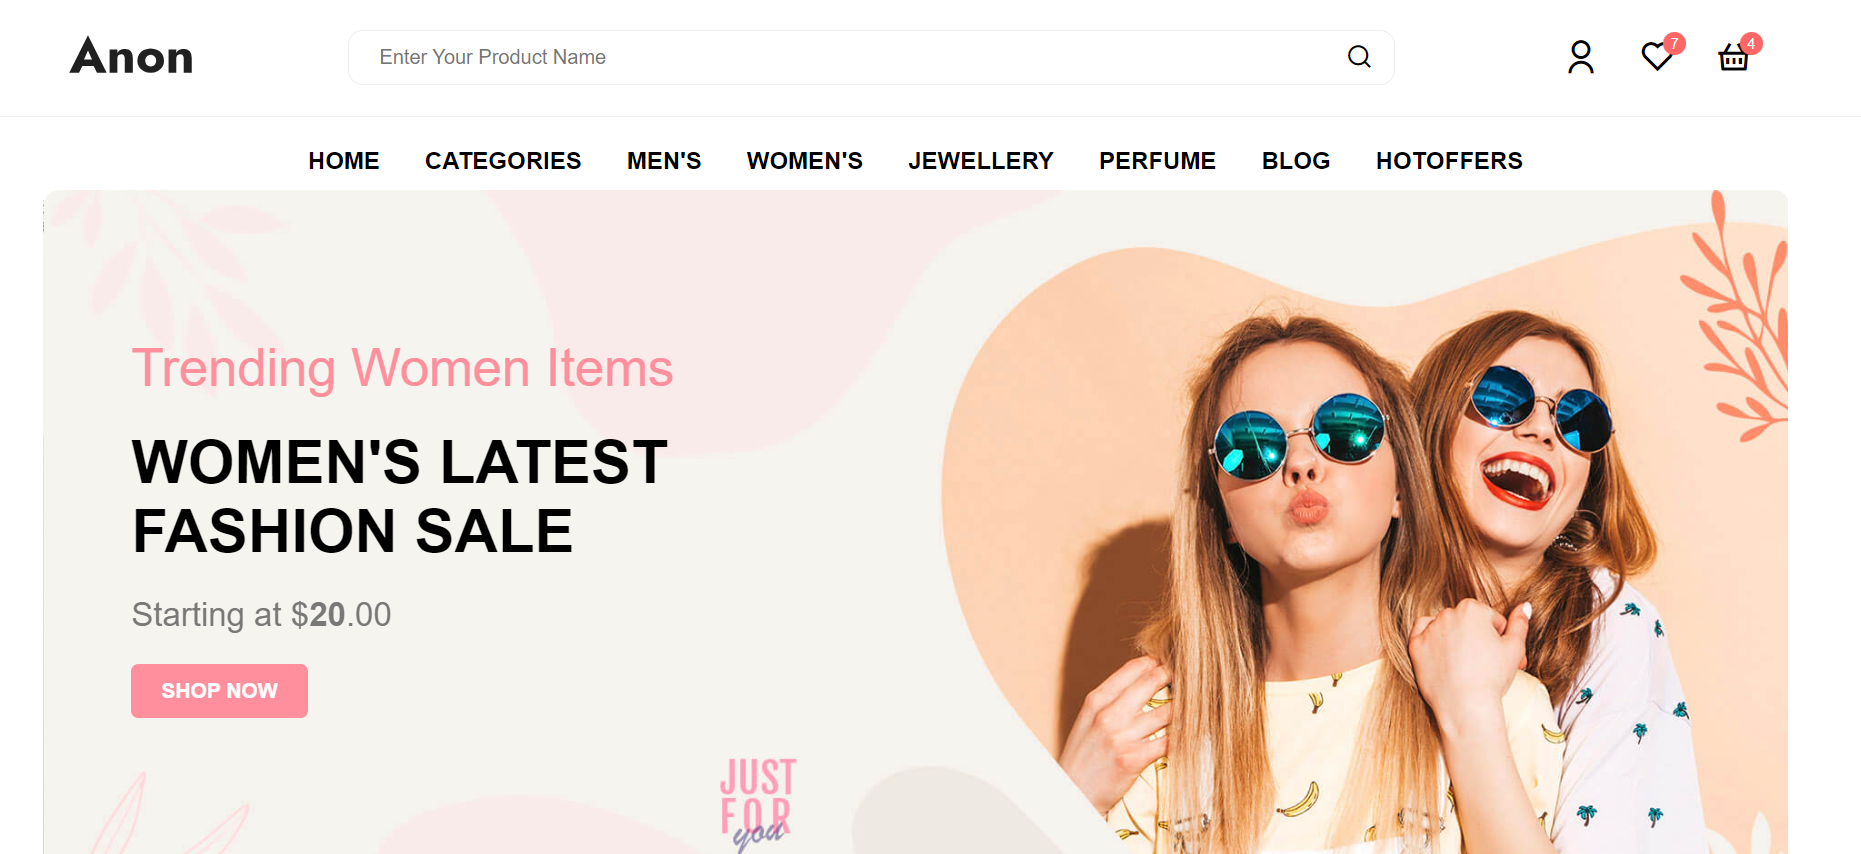 Anon
Enter Your Product Name
7
4
HOME CATEGORIES MEN'S WOMEN'S JEWELLERY PERFUME BLOG HOTOFFERS
Trending Women Items
WOMEN'S LATEST
FASHION SALE
Starting at $20.00
SHOP NOW
JUST
FOR
you